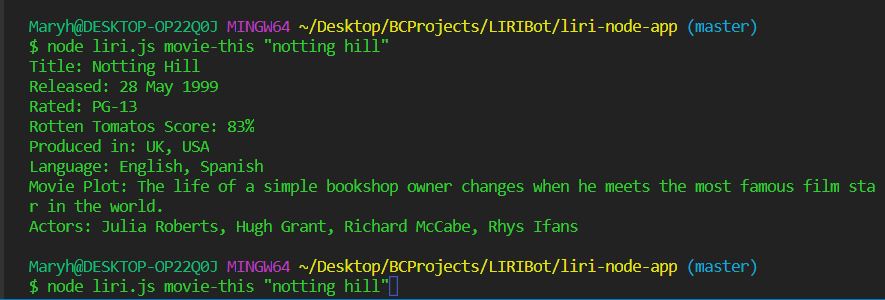 Maryh@DESKTOP-OP22Q0J MINGW64 ~/Desktop/BCProjects/LIRIBot/liri-node-app (master)
$ node liri.js movie-this "notting hill"
Title: Notting Hill
Released: 28 May 1999
Rated: PG-13
Rotten Tomatos Score: 83%
Produced in: UK, USA
Language: English, Spanish
Movie Plot: The life of a simple bookshop owner changes when he meets the most famous film sta
r in the world.
Actors: Julia Roberts, Hugh Grant, Richard McCabe, Rhys Ifans
Maryh@DESKTOP-OP22Q0J MINGW64 ~/Desktop/BCProjects/LIRIBot/liri-node-app (master)
$ node liri.js movie-this "notting hill"